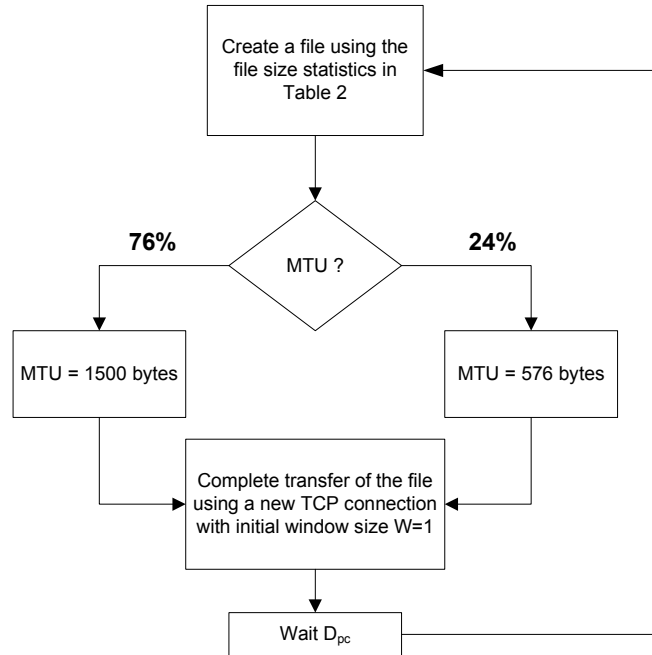 Create a file using the
file size statistics in
Table 2
76%
24%
MTU ?
MTU = 1500 bytes
MTU = 576 bytes
Complete transfer of the file
using a new TCP connection
with initial window size W=1
Wait Dpc